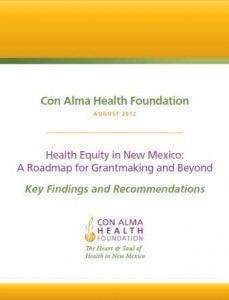 Con Alma Health Foundation
AUGUST 2012
Health Equity in New Mexico:
A Roadmap for Grantmaking and Beyond
Key Findings and Recommendations
CON ALMA
HEALTH
FOUNDATION
The Heart & Soul of
Health in New Mexico